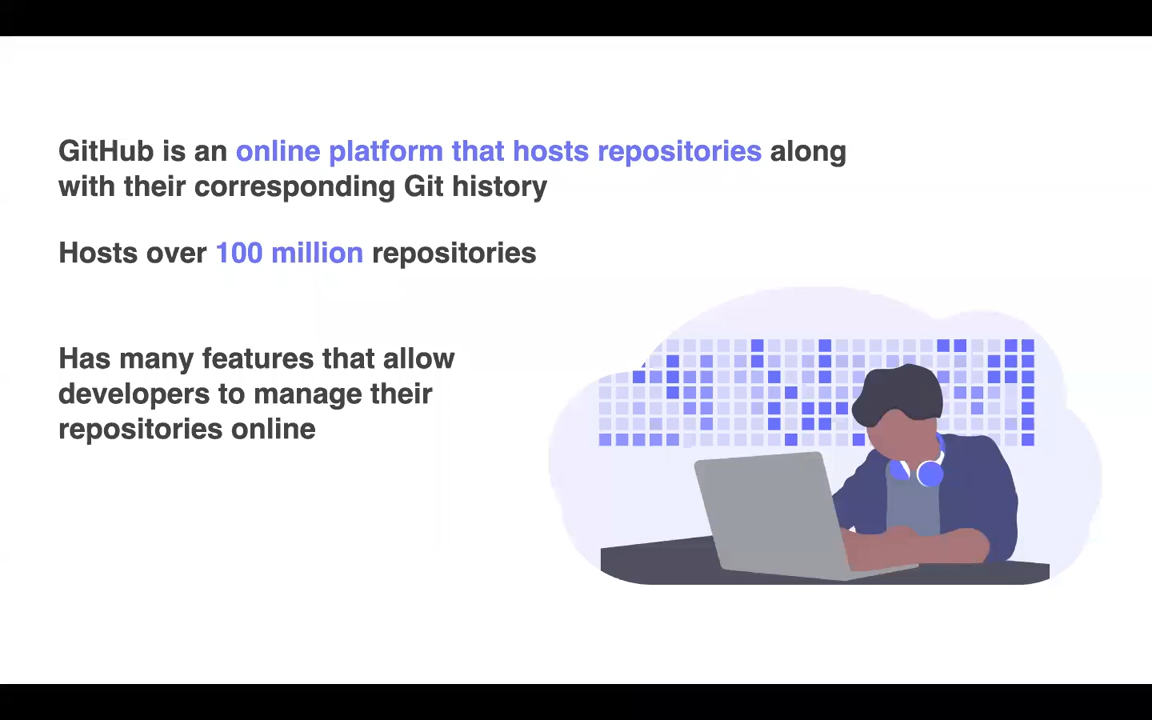 GitHub is an online platform that hosts repositories along
with their corresponding Git history
Hosts over 100 million repositories
Has many features that allow
developers to manage their
repositories online